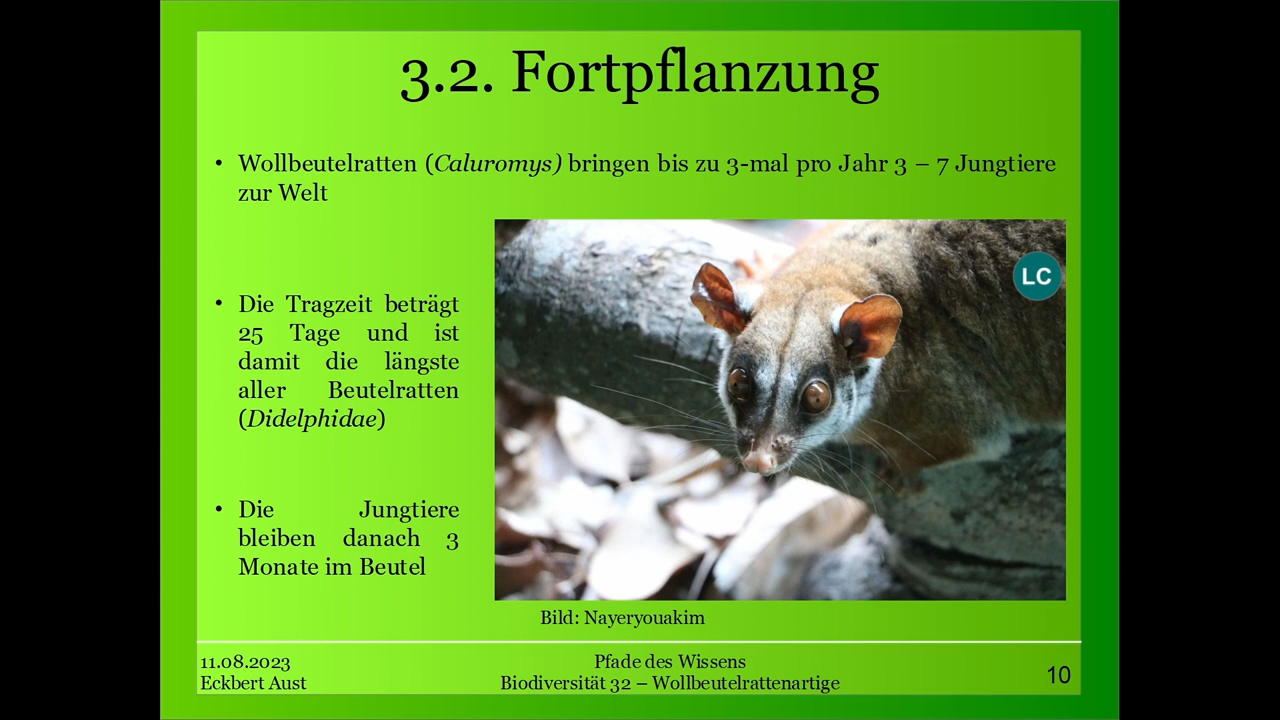 3.2. Fortpflanzung
• Wollbeutelratten (Caluromys) bringen bis zu 3-mal pro Jahr 3 – 7 Jungtiere
zur Welt
• Die Tragzeit beträgt
25 Tage und ist
damit die längste
aller Beutelratten
(Didelphidae)
• Die Jungtiere
bleiben danach 3
Monate im Beutel
LC
Bild: Nayeryouakim
11.08.2023
Eckbert Aust
Pfade des Wissens
Biodiversität 32 – Wollbeutelrattenartige
10